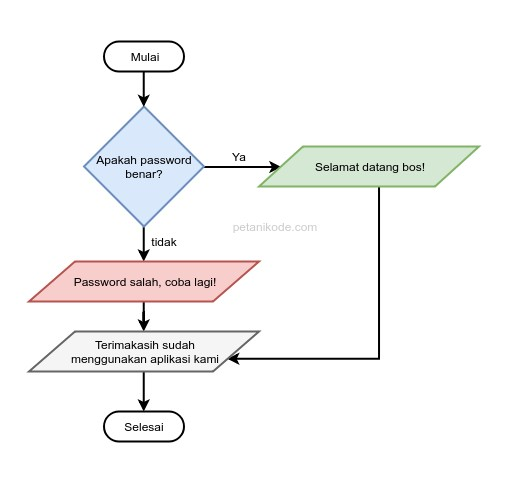 Mulai
Apakah password
benar?
Ya
Selamat datang bos!
petanikode.com
tidak
Password salah, coba lagi!
Terimakasih sudah
menggunakan aplikasi kami
Selesai